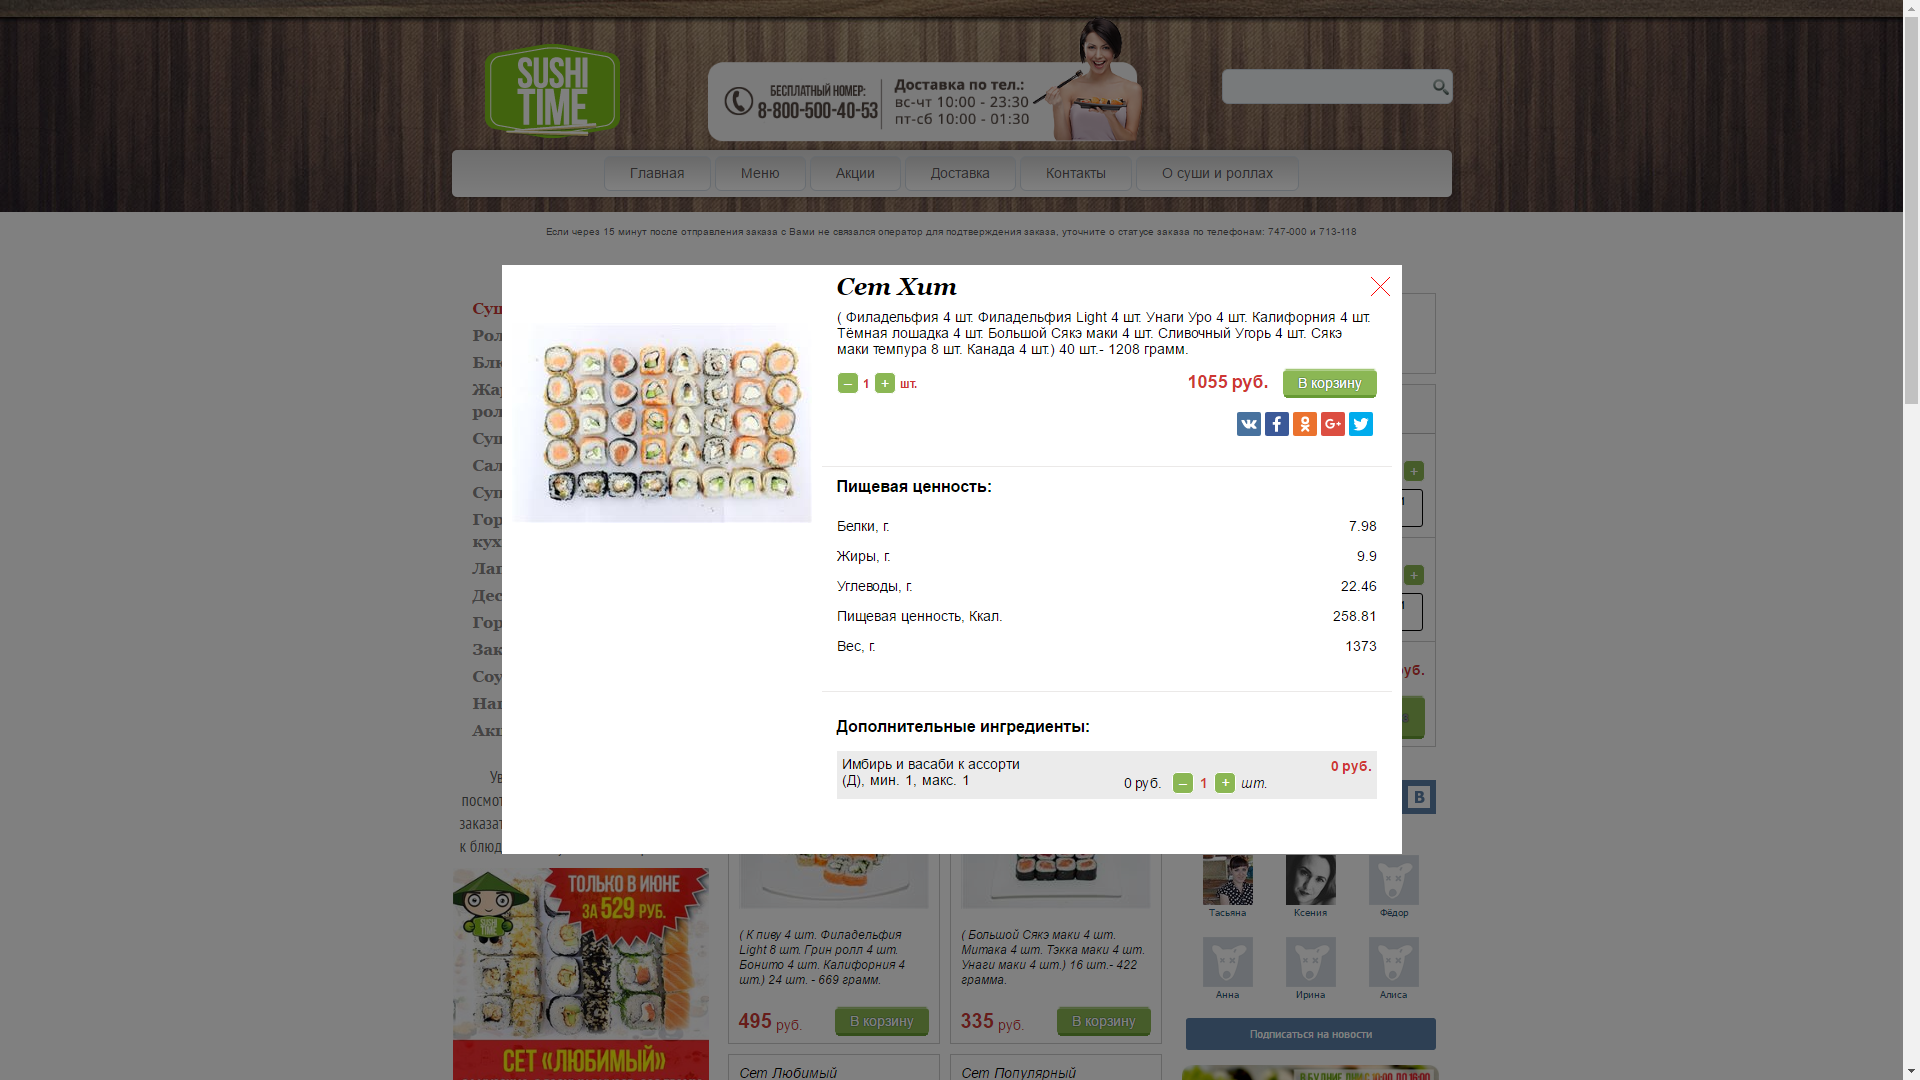 SUSHI
TIME
БЕСПЛАТНЫЙ НОМЕР:
8-800-500-40-53
Доставка по тел.:
вс-чт 10:00 - 23:30
пт-сб 10:00 - 01:30
Главная
Меню
Акции
Доставка
Контакты
О суши и роллах
Если через 15 минут после отправления заказа с Вами не связался оператор для подтверждения заказа, уточните о статусе заказа по телефонам: 747-000 и 713-118
Сет Хит
( Филадельфия 4 шт. Филадельфия Light 4 шт. Унаги Уро 4 шт. Калифорния 4 шт.
Тёмная лошадка 4 шт. Большой Сякэ маки 4 шт. Сливочный Угорь 4 шт. Сякэ
маки темпура 8 шт. Канада 4 шт.) 40 шт.- 1208 грамм.
– 1 + шт.
1055 руб.
В корзину
Пищевая ценность:
Белки, г. 7.98
Жиры, г. 9.9
Углеводы, г. 22.46
Пищевая ценность, Ккал. 258.81
Вес, г. 1373
Дополнительные ингредиенты:
Имбирь и васаби к ассорти
(Д), мин. 1, макс. 1
0 руб. – 1 + шт.
0 руб.
к блюд
ТОЛЬКО В ИЮНЕ
ЗА 529 РУБ.
SUSHI
TIME
СЕТ «ЛЮБИМЫЙ»
( К пиву 4 шт. Филадельфия
Light 8 шт. Грин ролл 4 шт.
Бонито 4 шт. Калифорния 4
шт.) 24 шт. - 669 грамм.
495 руб.
В корзину
( Большой Сякэ маки 4 шт.
Митака 4 шт. Тэкка маки 4 шт.
Унаги маки 4 шт.) 16 шт.- 422
грамма.
335 руб.
В корзину
Сет Любимый
Сет Популярный
Тасьяна
Ксения
Фёдор
Анна
Ирина
Алиса
Подписаться на новости
В БУДНИЕ ДНИ С 10:00 ДО 16:00